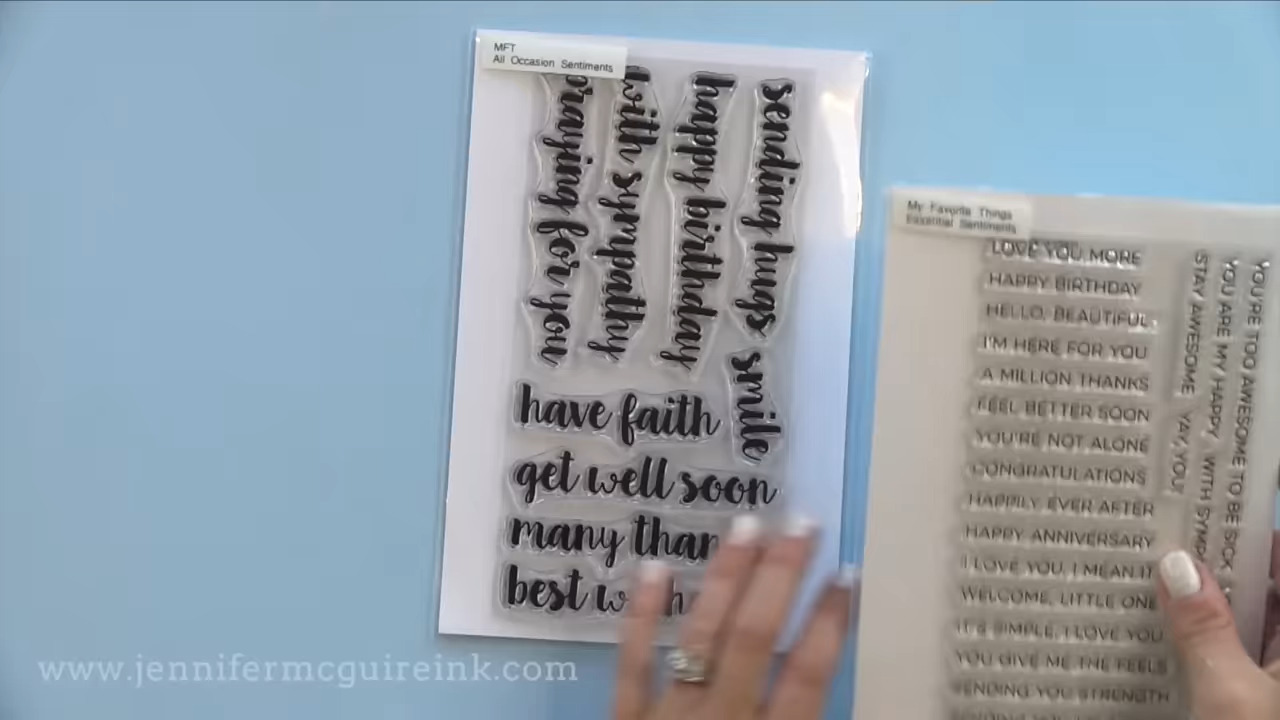 MFT
All Occasion Sentiments
praying for you
with sympathy
happy birthday
sending hugs
smile
have faith
get well soon
many
best
My Favorite Things
Essential Sentiments
LOVE YOU MORE
HAPPY BIRTHDAY
HELLO, BEAUTIFUL
I'M HERE FOR YOU
A MILLION THANKS
FEEL BETTER SOON
YOU'RE NOT ALONE
CONGRATULATIONS
HAPPILY EVER AFTER
HAPPY ANNIVERSARY
I LOVE YOU, I MEAN IT
WELCOME, LITTLE ONE
IT'S SIMPLE, I LOVE YOU
YOU GIVE ME THE FEELS
SENDING YOU STRENGTH
STAY AWESOME YAY, YOU!
YOU ARE MY HAPPY WITH
YOU'RE TOO AWESOME TO BE SICK
www.jennifermcguireink.com